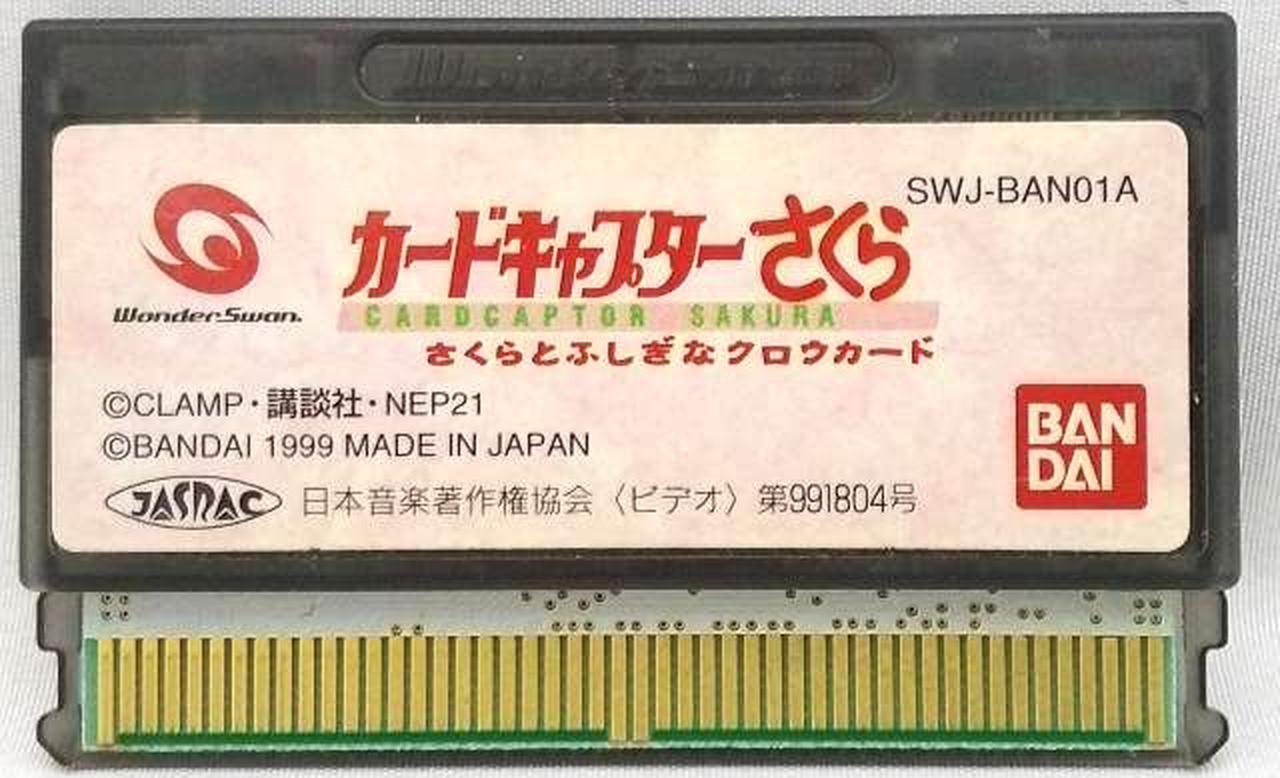 WonderSwan
SWJ-BAN01A
WonderSwan.
カードキャプターさくら
CARDCAPTOR SAKURA
さくらとふしぎなクロウカード
©CLAMP・講談社・NEP21
©BANDAI 1999 MADE IN JAPAN
BAN
DAI
JASRAC 日本音楽著作権協会〈ビデオ〉第991804号